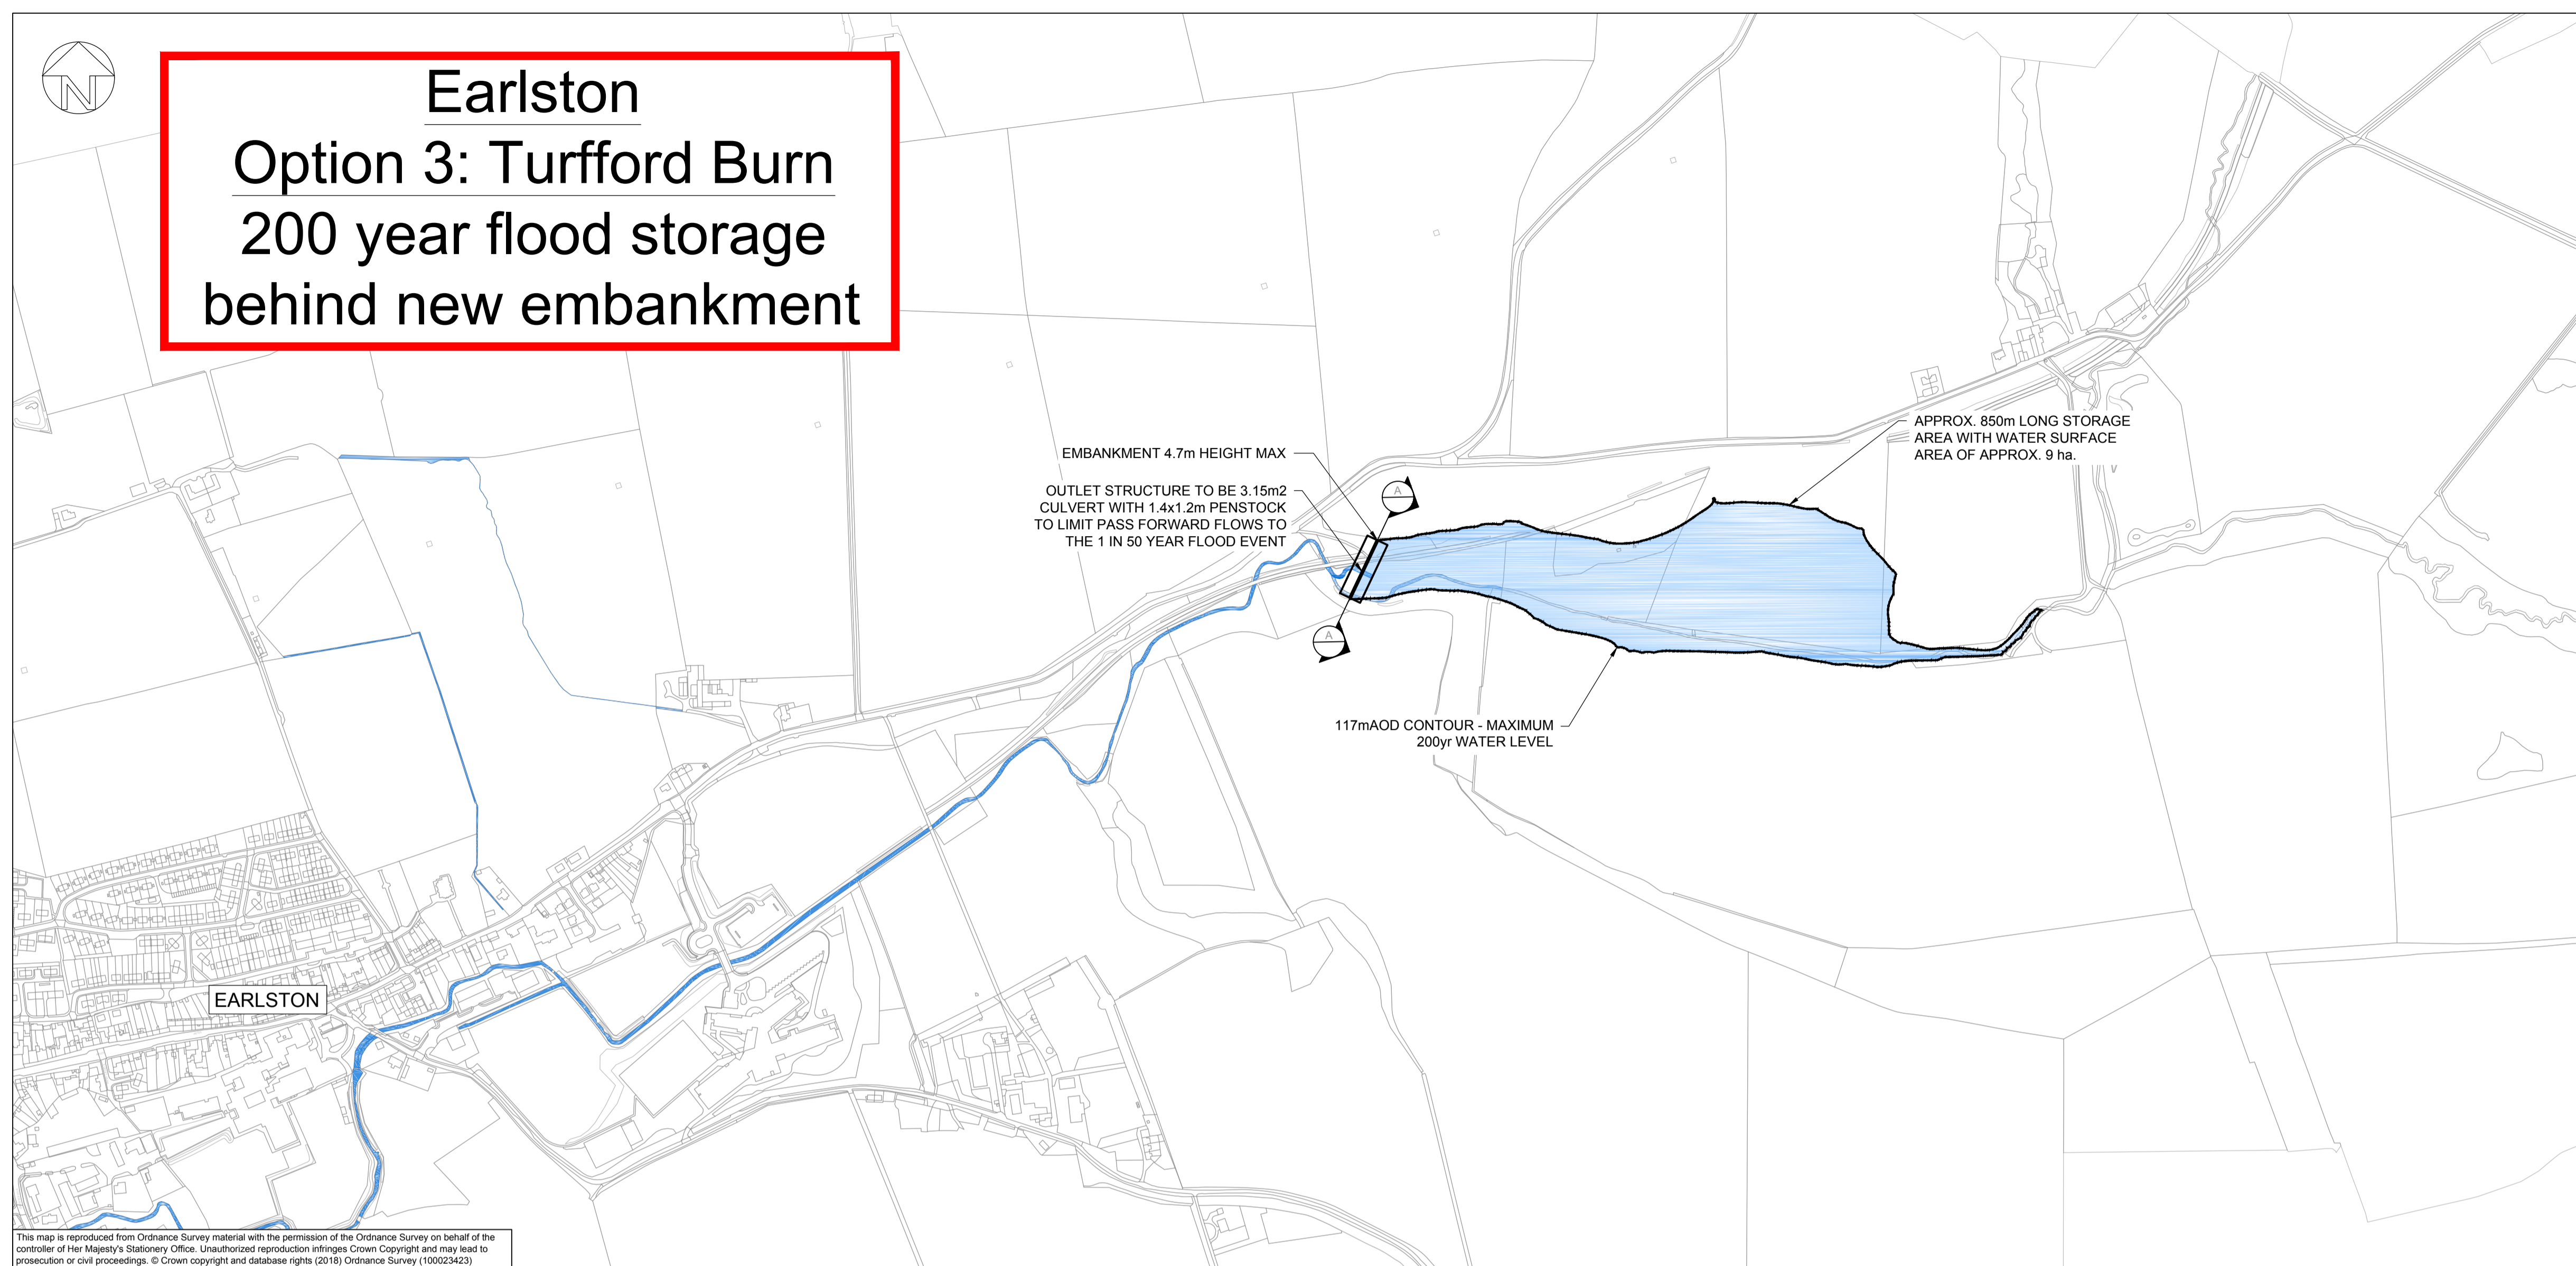 N
Earlston
Option 3: Turfford Burn
200 year flood storage
behind new embankment
EMBANKMENT 4.7m HEIGHT MAX
OUTLET STRUCTURE TO BE 3.15m2
CULVERT WITH 1.4x1.2m PENSTOCK
TO LIMIT PASS FORWARD FLOWS TO
THE 1 IN 50 YEAR FLOOD EVENT
A
A
APPROX. 850m LONG STORAGE
AREA WITH WATER SURFACE
AREA OF APPROX. 9 ha.
117mAOD CONTOUR - MAXIMUM
200yr WATER LEVEL
EARLSTON
This map is reproduced from Ordnance Survey material with the permission of the Ordnance Survey on behalf of the
controller of Her Majesty's Stationery Office. Unauthorized reproduction infringes Crown Copyright and may lead to
prosecution or civil proceedings. © Crown copyright and database rights (2018) Ordnance Survey (100023423)